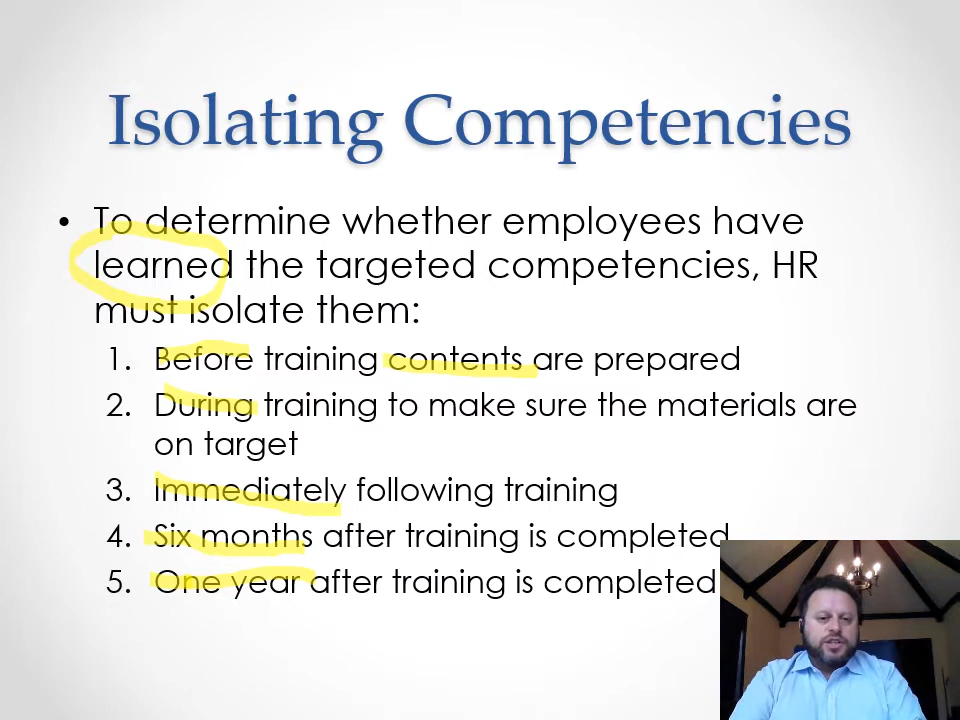 Isolating Competencies
• To determine whether employees have
learned the targeted competencies, HR
must isolate them:
1. Before training contents are prepared
2. During training to make sure the materials are
on target
3. Immediately following training
4. Six months after training is completed
5. One year after training is completed